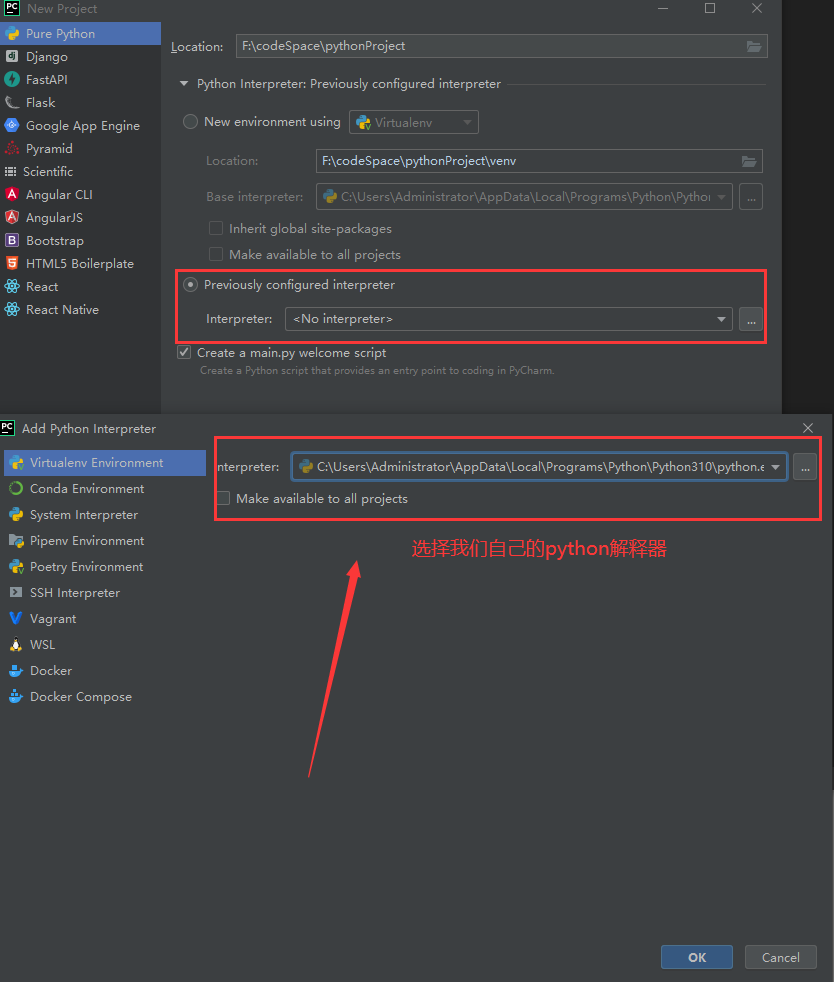 New Project
Pure Python
Django
FastAPI
Flask
Google App Engine
Pyramid
Scientific
Angular CLI
AngularJS
Bootstrap
HTML5 Boilerplate
React
React Native
Location: F:\codeSpace\pythonProject
Python Interpreter: Previously configured interpreter
New environment using Virtualenv
Location: F:\codeSpace\pythonProject\venv
Base interpreter: C:\Users\Administrator\AppData\Local\Programs\Python\Pythor ...
Inherit global site-packages
Make available to all projects
Previously configured interpreter
Interpreter: <No interpreter> ...
Create a main.py welcome script
Create a Python script that provides an entry point to coding in PyCharm.
PC Add Python Interpreter
Virtualenv Environment
Conda Environment
System Interpreter
Pipenv Environment
Poetry Environment
SSH Interpreter
Vagrant
WSL
Docker
Docker Compose
nterpreter: C:\Users\Administrator\AppData\Local\Programs\Python\Python310\python.e ...
Make available to all projects
选择我们自己的python解释器
OK Cancel